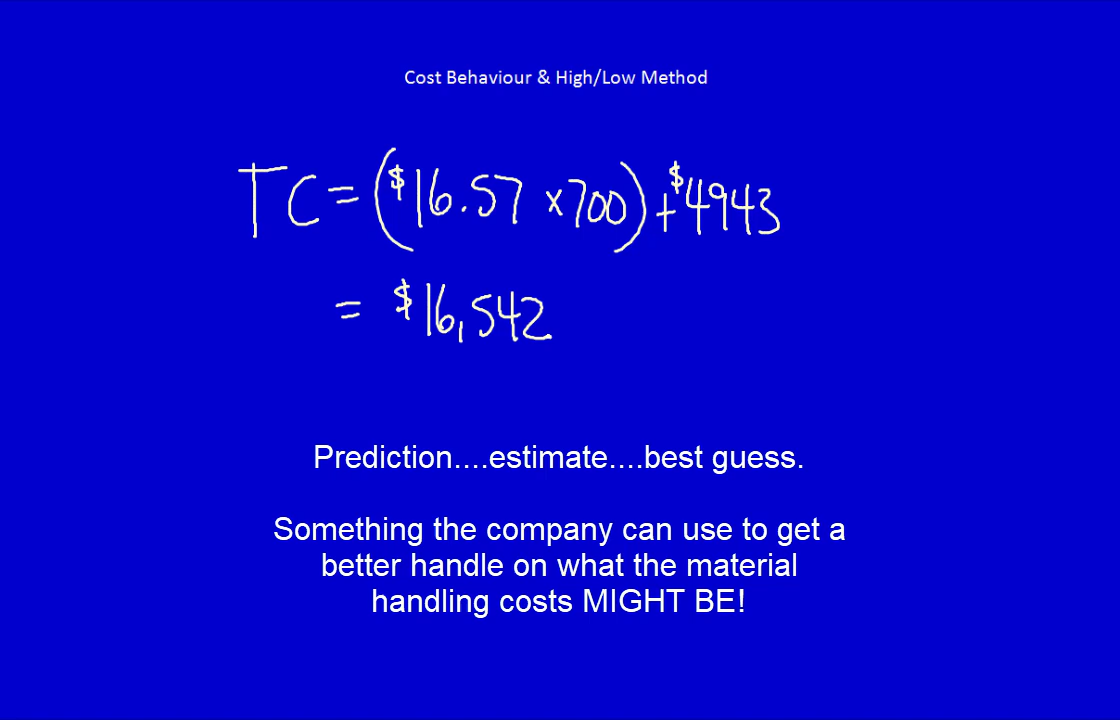 Cost Behaviour & High/Low Method
TC = ($16.57 x 700) + $4943
= $16,542
Prediction....estimate....best guess.
Something the company can use to get a
better handle on what the material
handling costs MIGHT BE!